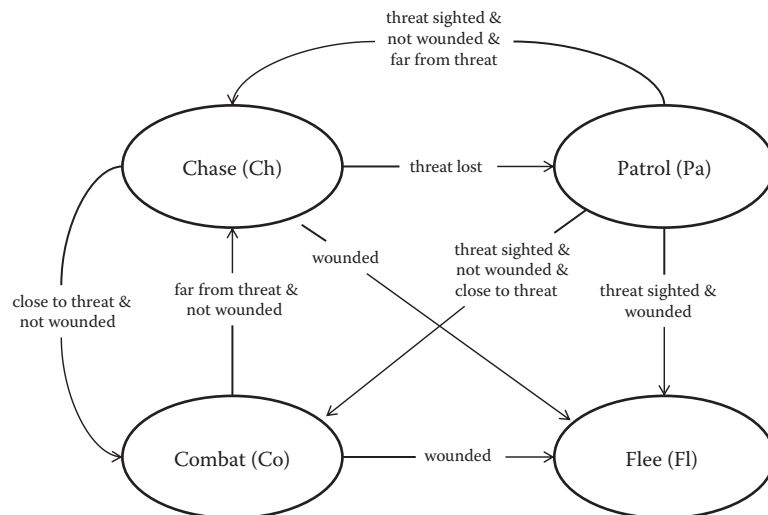 threat sighted &
not wounded &
far from threat
Chase (Ch)
threat lost
Patrol (Pa)
wounded
threat sighted &
not wounded &
close to threat
far from threat &
not wounded
close to threat &
not wounded
threat sighted &
wounded
Combat (Co)
wounded
Flee (Fl)